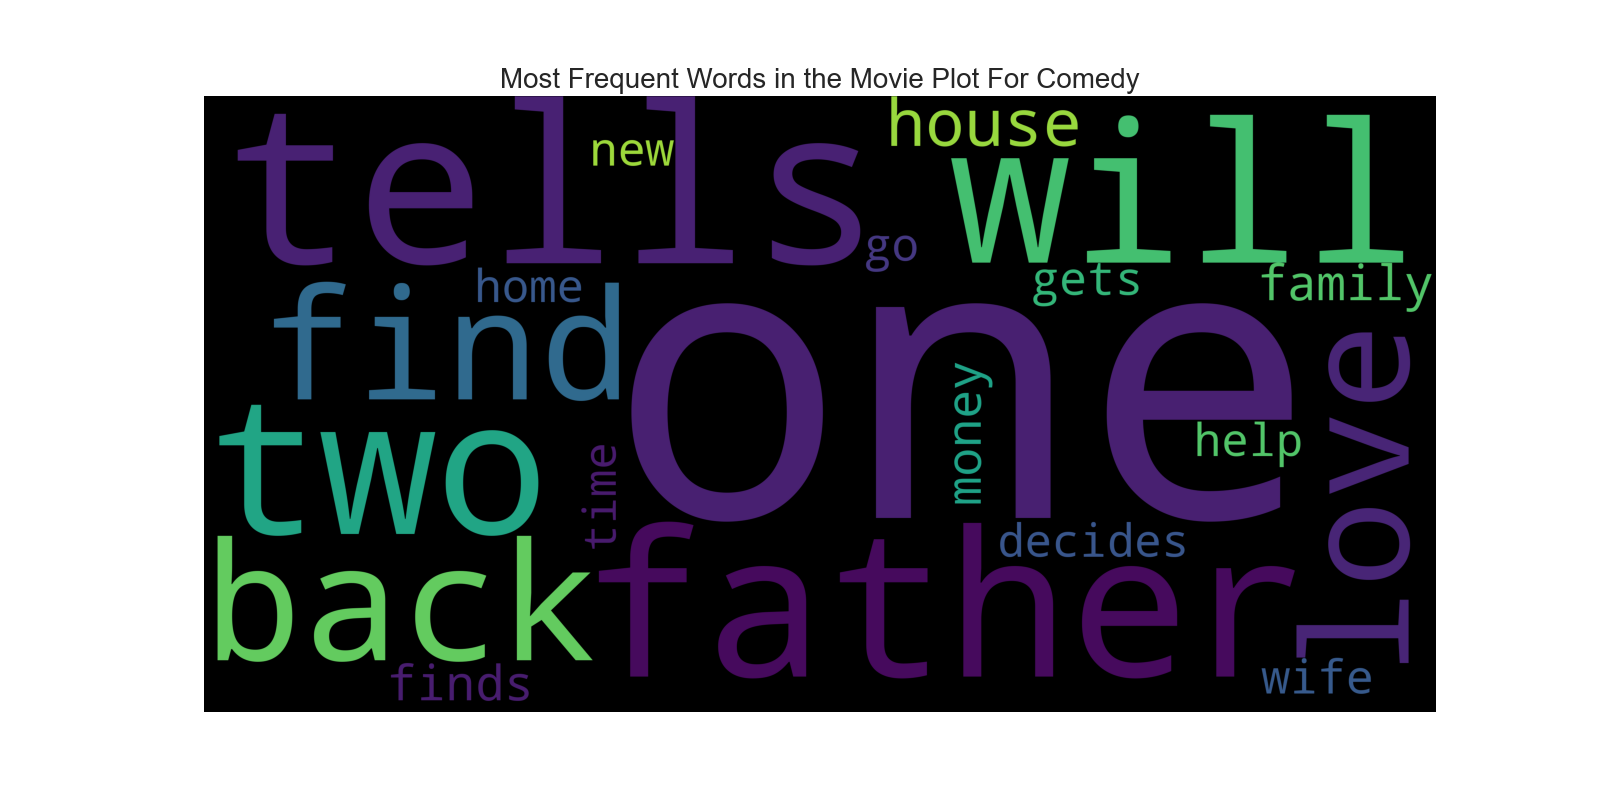 Most Frequent Words in the Movie Plot For Comedy
tells
new
house
will
go
home
gets
family
find
one
love
money
two
help
time
decides
back
father
finds
wife